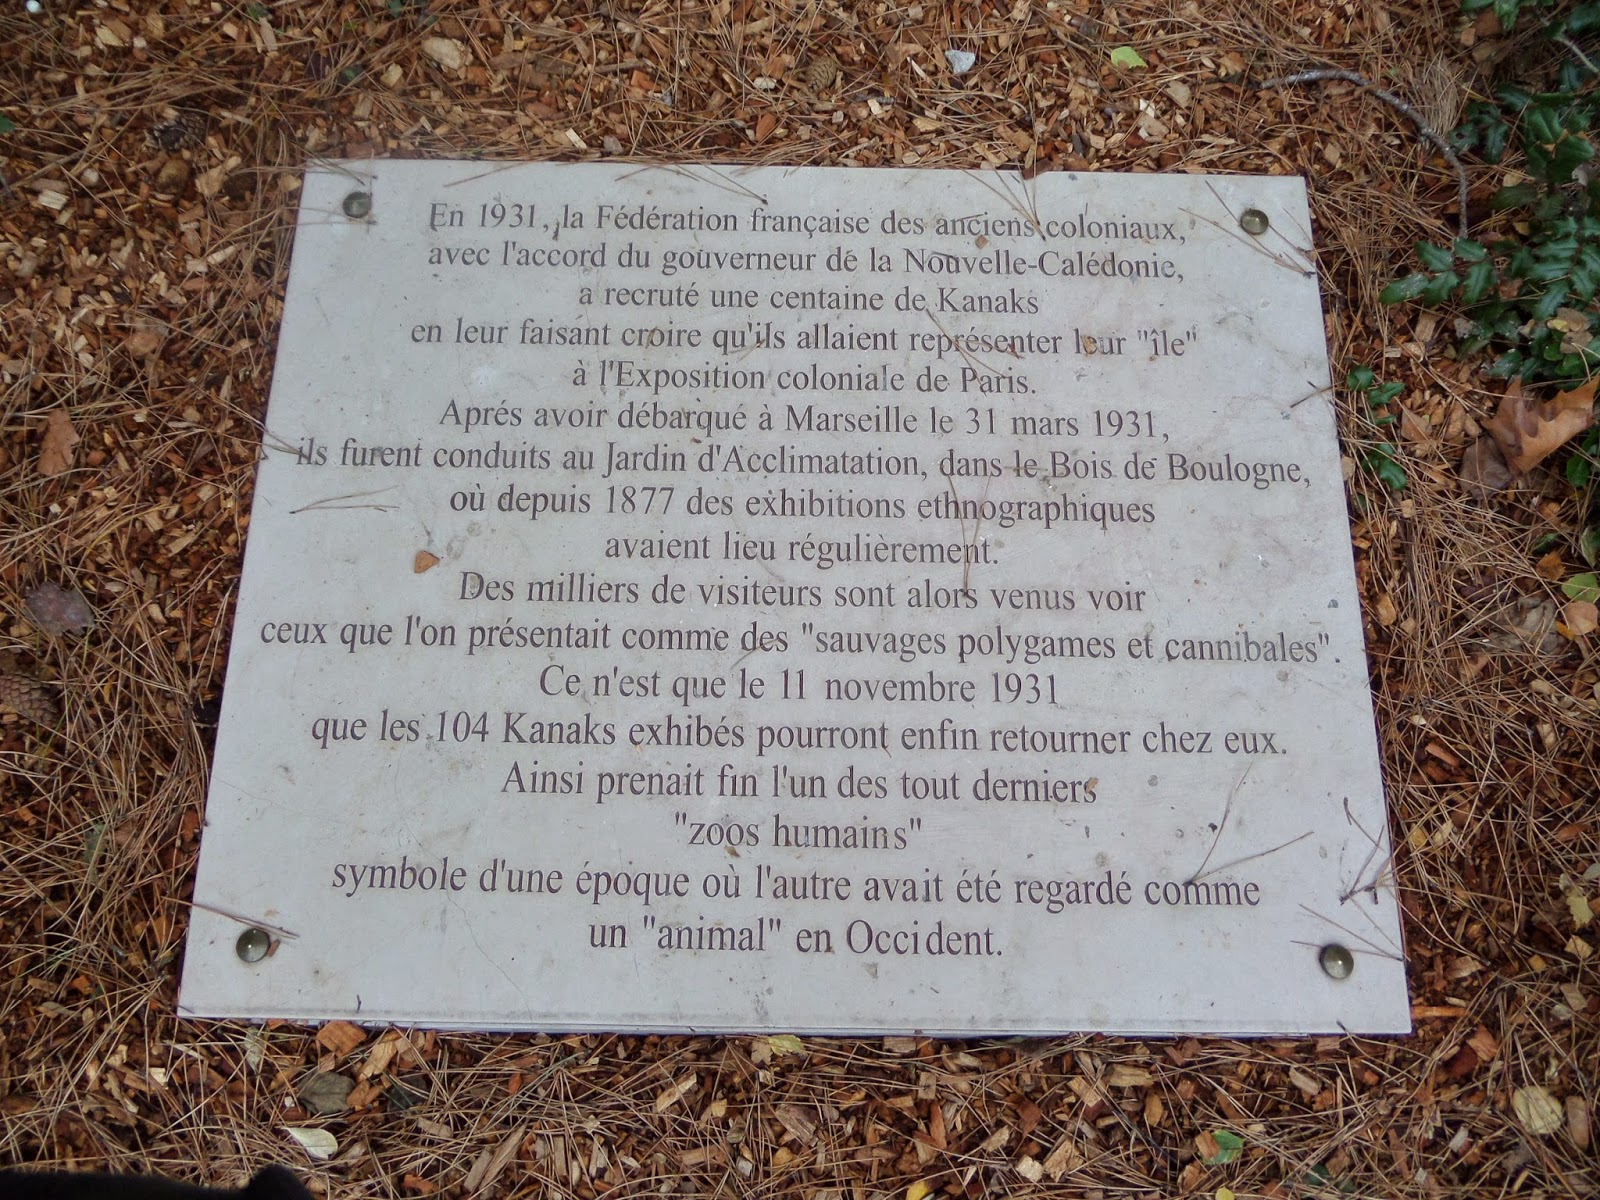 En 1931, la Fédération française des anciens coloniaux,
avec l'accord du gouverneur de la Nouvelle-Calédonie,
a recruté une centaine de Kanaks
en leur faisant croire qu'ils allaient représenter leur "île"
à l'Exposition coloniale de Paris.
Aprés avoir débarqué à Marseille le 31 mars 1931,
ils furent conduits au Jardin d'Acclimatation, dans le Bois de Boulogne,
où depuis 1877 des exhibitions ethnographiques
avaient lieu régulièrement.
Des milliers de visiteurs sont alors venus voir
ceux que l'on présentait comme des "sauvages polygames et cannibales".
Ce n'est que le 11 novembre 1931
que les 104 Kanaks exhibés pourront enfin retourner chez eux.
Ainsi prenait fin l'un des tout derniers
"zoos humains"
symbole d'une époque où l'autre avait été regardé comme
un "animal" en Occident.